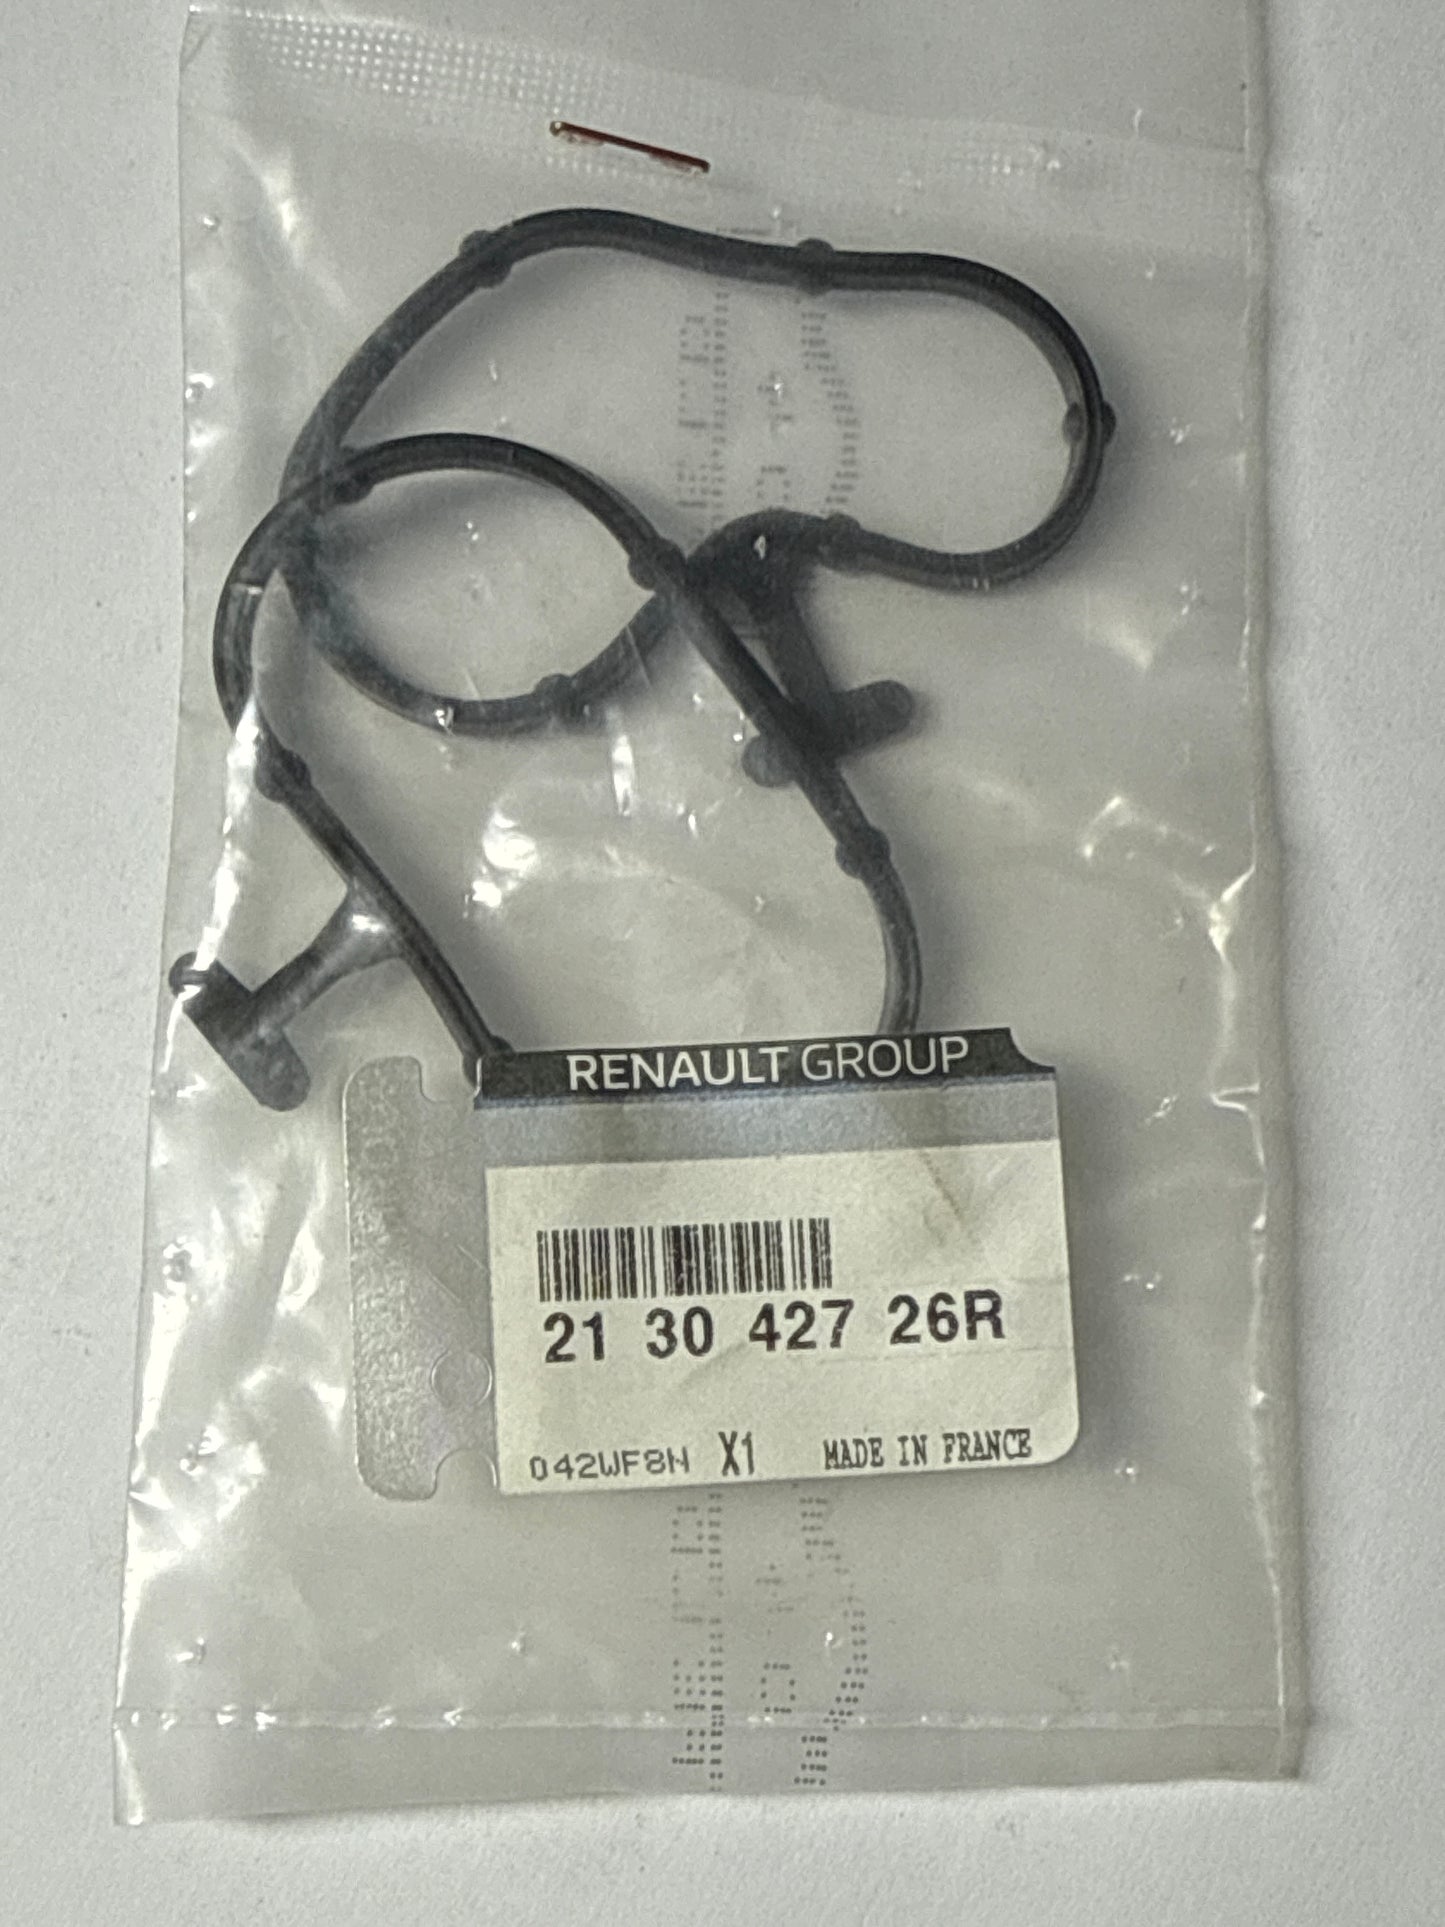 RENAULT GROUP
21 30 427 26R
042WF8N X1 MADE IN FRANCE